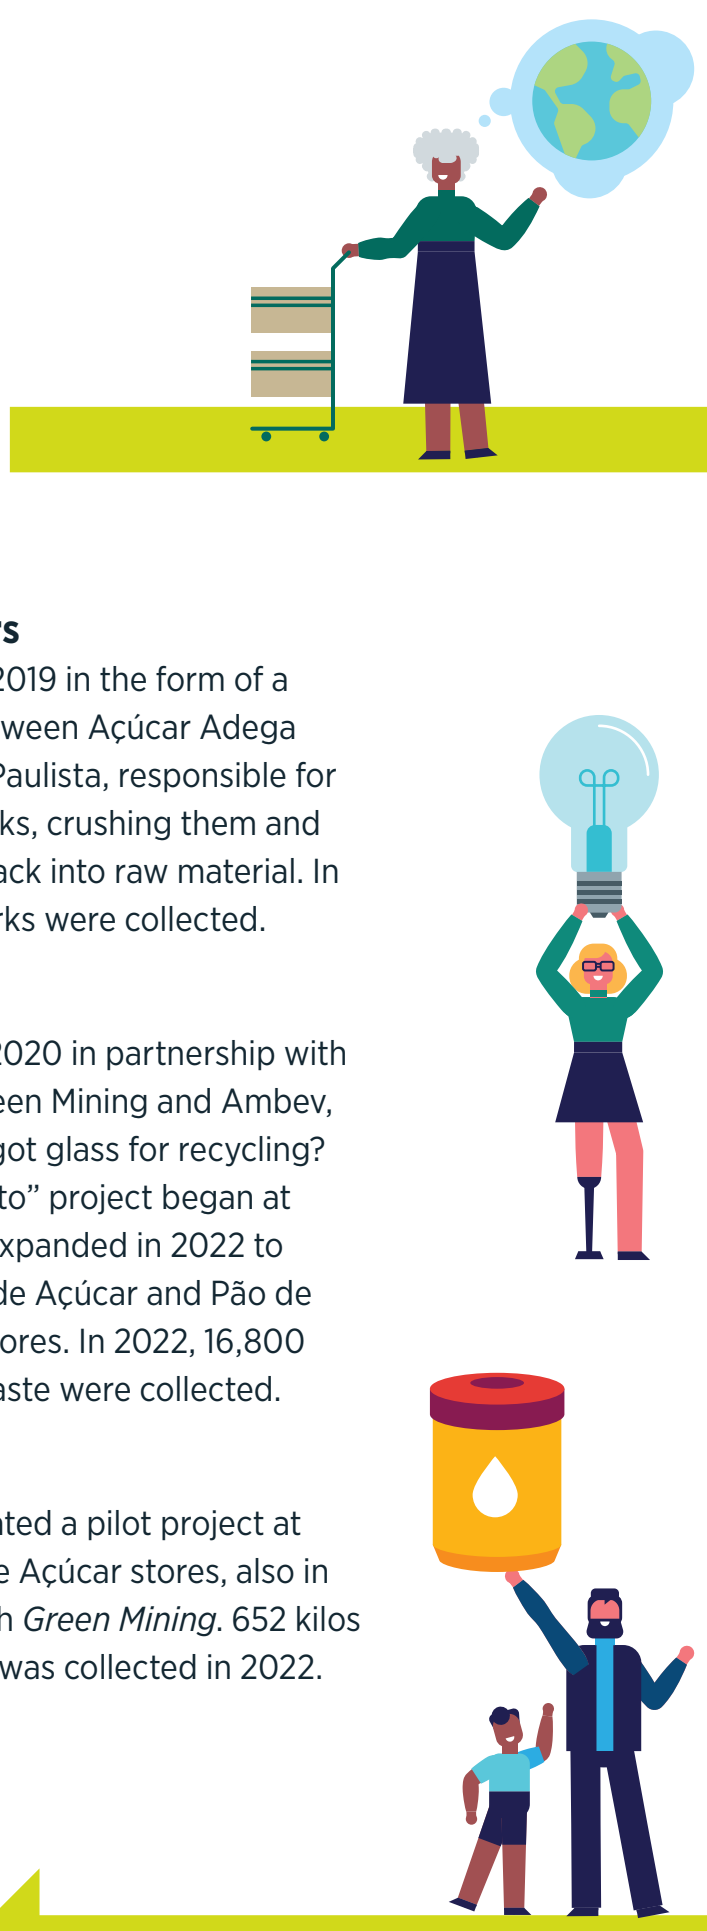 rs
2019 in the form of a
ween Açúcar Adega
Paulista, responsible for
ks, crushing them and
ack into raw material. In
rks were collected.
2020 in partnership with
een Mining and Ambev,
got glass for recycling?
to” project began at
xpanded in 2022 to
de Açúcar and Pão de
ores. In 2022, 16,800
aste were collected.
ated a pilot project at
e Açúcar stores, also in
h Green Mining. 652 kilos
was collected in 2022.